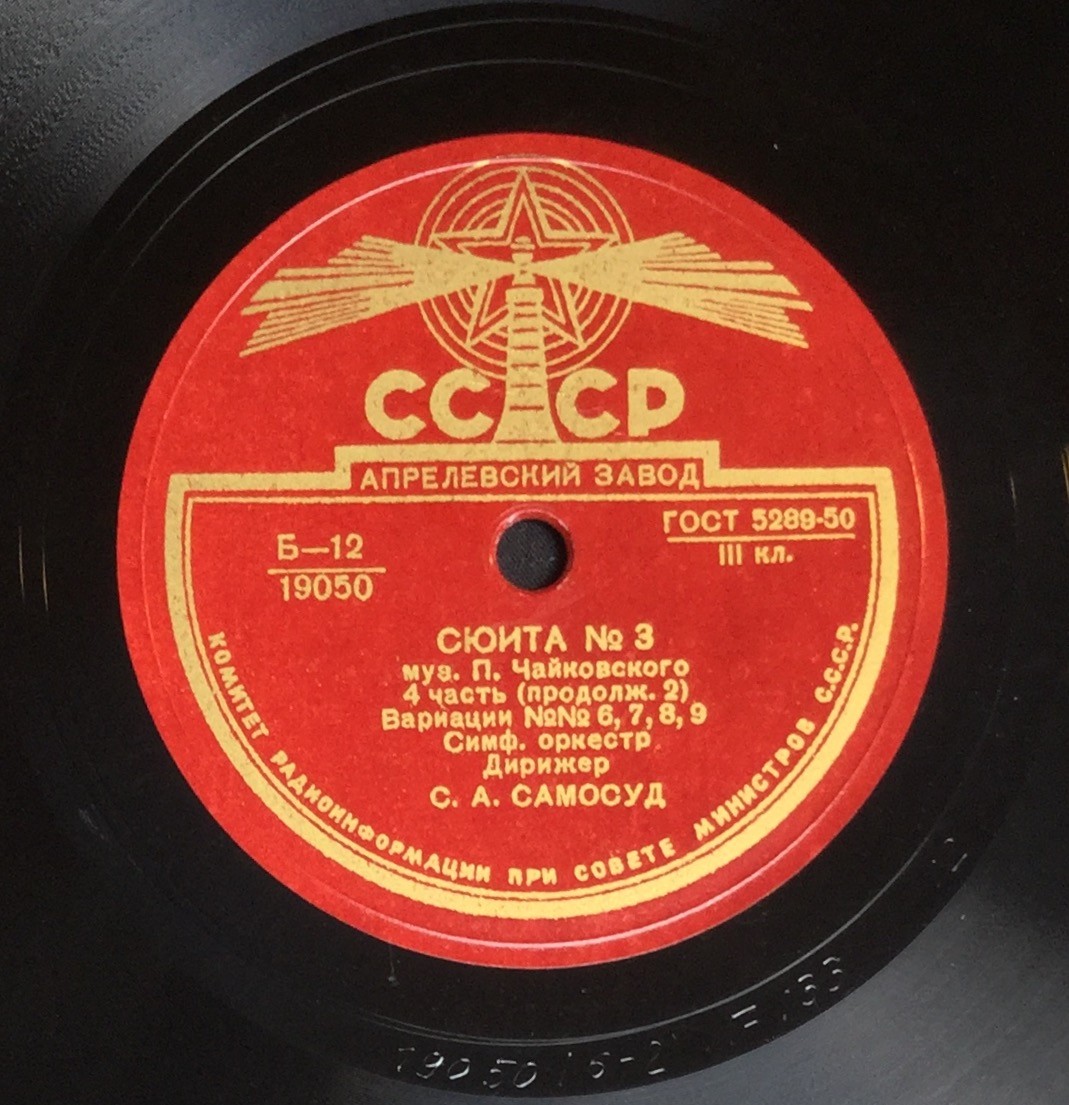 СССР
АПРЕЛЕВСКИЙ ЗАВОД
Б—12
19050
ГОСТ 5289-50
III кл.
СЮИТА № 3
муз. П. Чайковского
4 часть (продолж. 2)
Вариации №№ 6, 7, 8, 9
Симф. оркестр
Дирижер
С. А. САМОСУД
КОМИТЕТ РАДИОИНФОРМАЦИИ ПРИ СОВЕТЕ МИНИСТРОВ С.С.С.Р.
19050